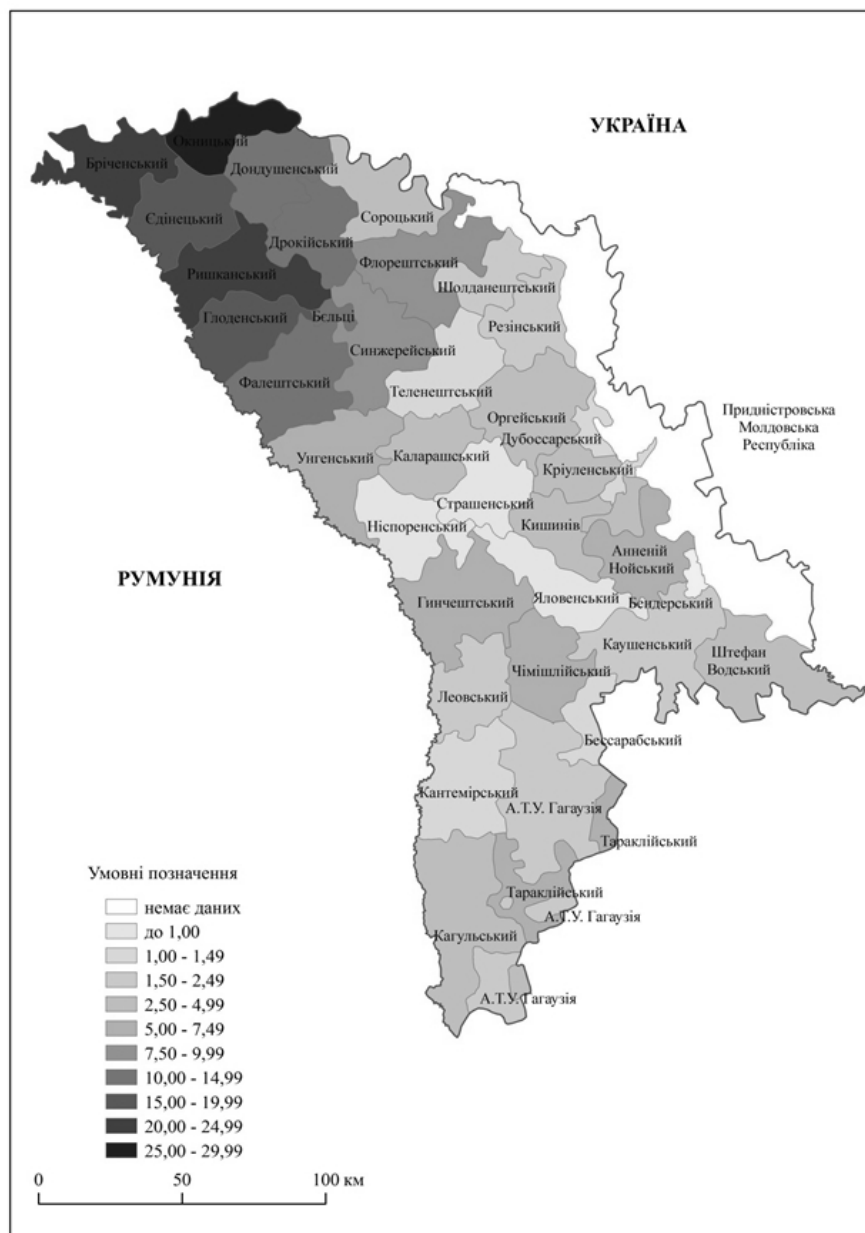 УКРАЇНА
Окницький
Бріченський
Дондушенський
Єдінецький
Сороцький
Дрокійський
Флорештський
Ришканський
Шолданештський
Глоденський
Бєльці
Резінський
Синжерейський
Фалештський
Теленештський
Придністровська
Молдовська
Республіка
Оргейський
Дубоссарський
Унгенський
Каларашський
Кріуленський
Страшенський
Ніспоренський
Кишинів
Анненій
Нойський
РУМУНІЯ
Гинчештський
Яловенський
Бендерський
Каушенський
Штефан
Водський
Чімішлійський
Леовський
Бессарабський
Кантемірський
А.Т.У. Гагаузія
Тараклійський
Тараклійський
А.Т.У. Гагаузія
Кагульський
А.Т.У. Гагаузія
Умовні позначення
немає даних
до 1,00
1,00 - 1,49
1,50 - 2,49
2,50 - 4,99
5,00 - 7,49
7,50 - 9,99
10,00 - 14,99
15,00 - 19,99
20,00 - 24,99
25,00 - 29,99
0 50 100 км